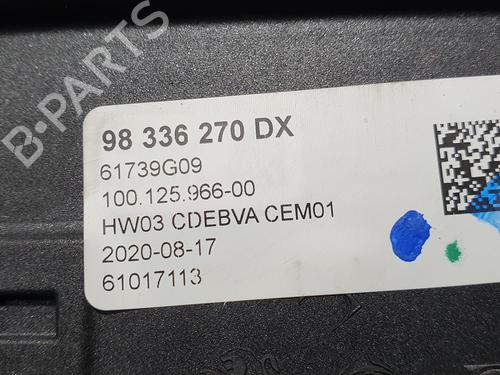 98 336 270 DX
61739G09
100.125.966-00
HW03 CDEBVA CEM01
2020-08-17
61017113
B-PARTS